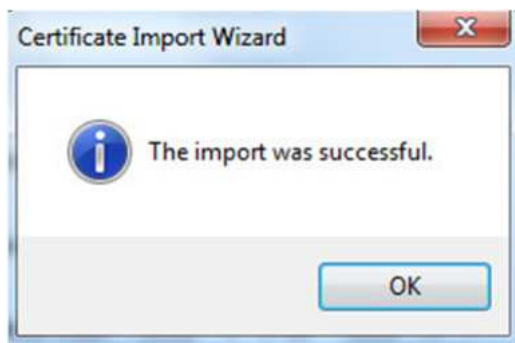 Certificate Import Wizard
The import was successful.
OK